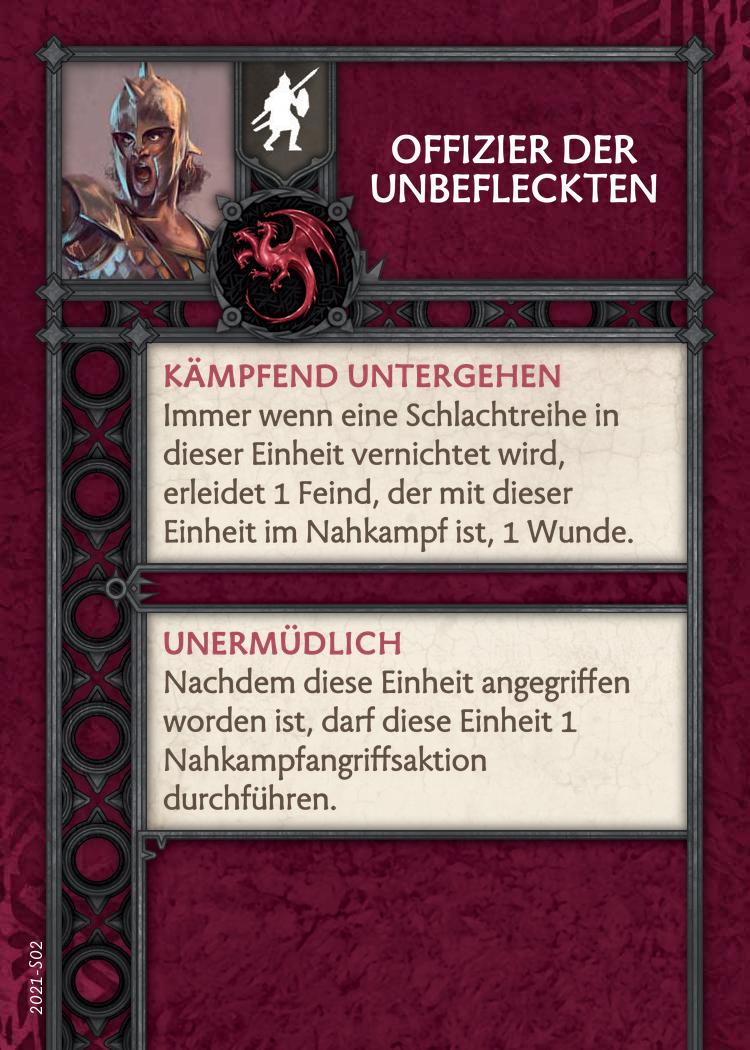 OFFIZIER DER
UNBEFLECKTEN
KÄMPFEND UNTERGEHEN
Immer wenn eine Schlachtreihe in
dieser Einheit vernichtet wird,
erleidet 1 Feind, der mit dieser
Einheit im Nahkampf ist, 1 Wunde.
UNERMÜDLICH
Nachdem diese Einheit angegriffen
worden ist, darf diese Einheit 1
Nahkampfangriffsaktion
durchführen.
2021-S02